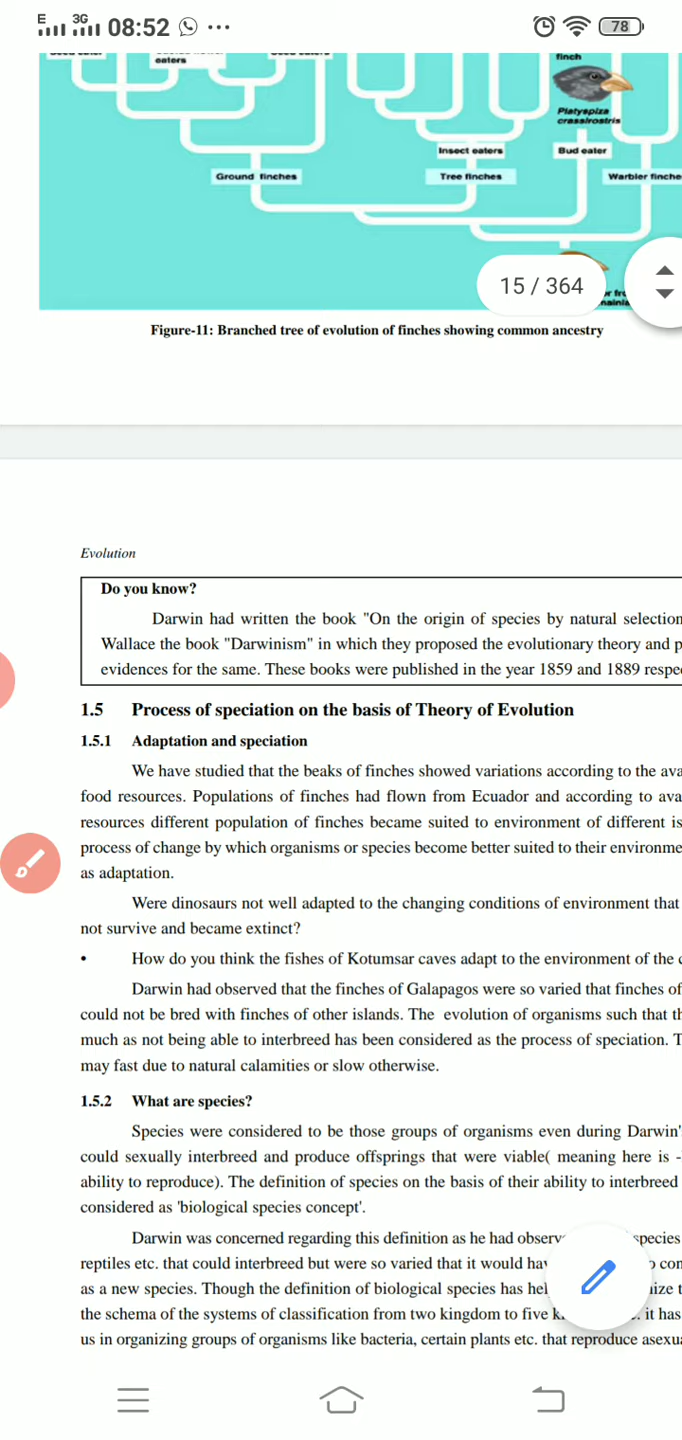 E 3G 08:52 ... 78
eaters
finch
Platyspiza
crassirostris
Insect eaters Bud eater
Ground finches Tree finches Warbler finche
15 / 364
Figure-11: Branched tree of evolution of finches showing common ancestry
Evolution
Do you know?
Darwin had written the book "On the origin of species by natural selection
Wallace the book "Darwinism" in which they proposed the evolutionary theory and p
evidences for the same. These books were published in the year 1859 and 1889 respe
1.5 Process of speciation on the basis of Theory of Evolution
1.5.1 Adaptation and speciation
We have studied that the beaks of finches showed variations according to the ava
food resources. Populations of finches had flown from Ecuador and according to ava
resources different population of finches became suited to environment of different is
process of change by which organisms or species become better suited to their environme
as adaptation.
Were dinosaurs not well adapted to the changing conditions of environment that
not survive and became extinct?
• How do you think the fishes of Kotumsar caves adapt to the environment of the c
Darwin had observed that the finches of Galapagos were so varied that finches of
could not be bred with finches of other islands. The evolution of organisms such that th
much as not being able to interbreed has been considered as the process of speciation. T
may fast due to natural calamities or slow otherwise.
1.5.2 What are species?
Species were considered to be those groups of organisms even during Darwin'
could sexually interbreed and produce offsprings that were viable( meaning here is -
ability to reproduce). The definition of species on the basis of their ability to interbreed
considered as 'biological species concept'.
Darwin was concerned regarding this definition as he had observ species
reptiles etc. that could interbreed but were so varied that it would hav con
as a new species. Though the definition of biological species has hel ize t
the schema of the systems of classification from two kingdom to five k it has
us in organizing groups of organisms like bacteria, certain plants etc. that reproduce asexua